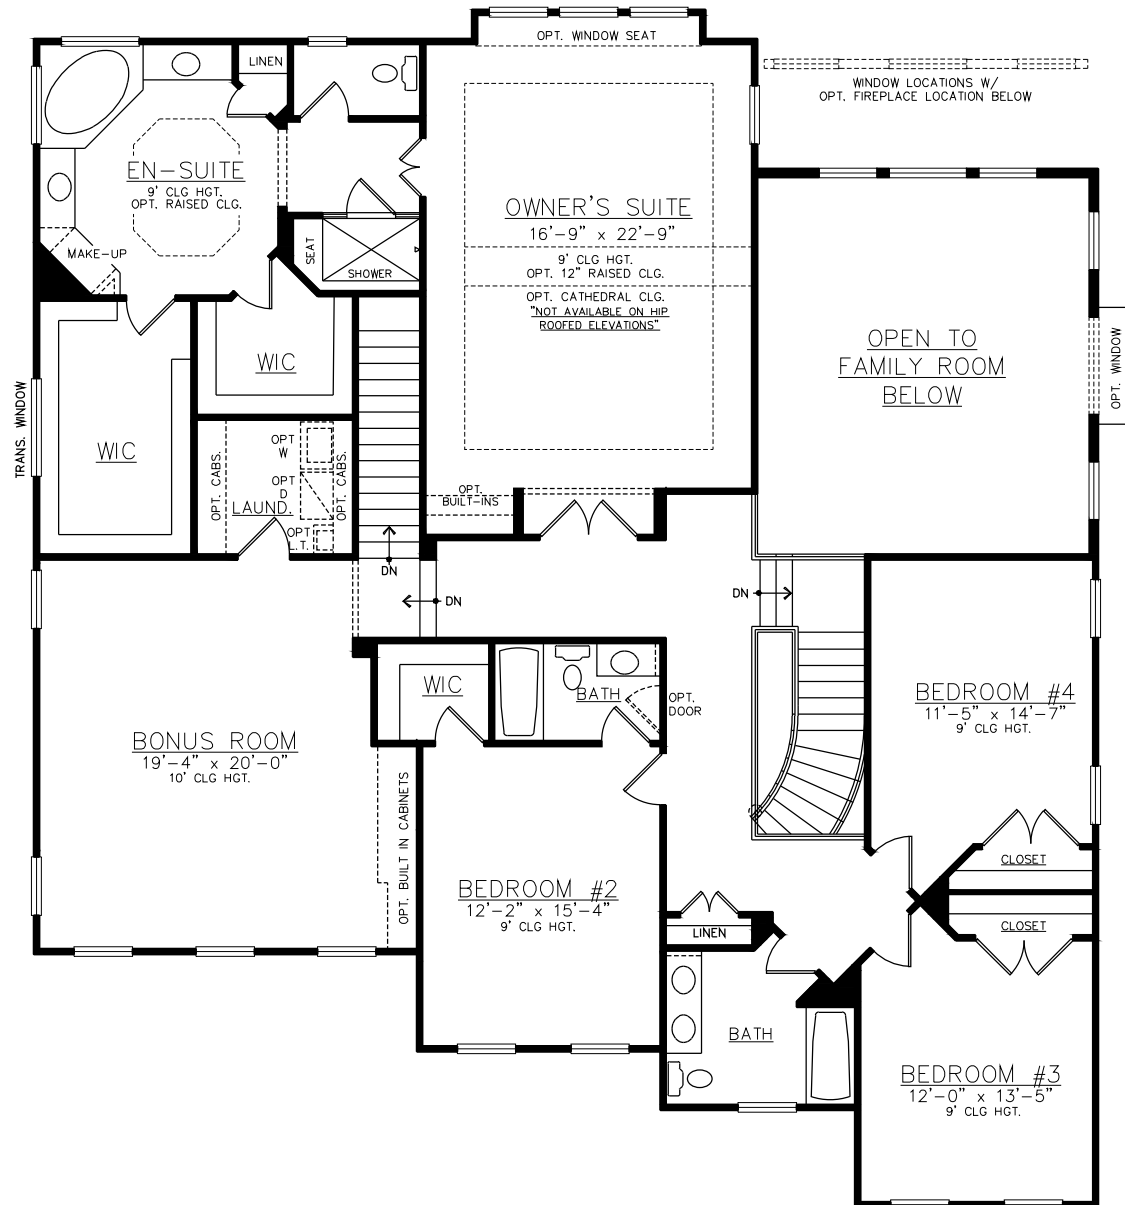 OPT. WINDOW SEAT
LINEN
WINDOW LOCATIONS W/
OPT. FIREPLACE LOCATION BELOW
EN-SUITE
9' CLG HGT.
OPT. RAISED CLG.
OWNER'S SUITE
16'-9" x 22'-9"
9' CLG HGT.
OPT. 12" RAISED CLG.
OPT. CATHEDRAL CLG.
"NOT AVAILABLE ON HIP
ROOFED ELEVATIONS"
MAKE-UP
SEAT
SHOWER
OPEN TO
FAMILY ROOM
BELOW
OPT. WINDOW
WIC
TRANS. WINDOW
WIC
OPT. CABS.
OPT
W
OPT
D
OPT. CABS.
LAUND.
OPT
L.T.
OPT.
BUILT-INS
DN
DN
DN
WIC
BATH
OPT.
DOOR
BEDROOM #4
11'-5" x 14'-7"
9' CLG HGT.
BONUS ROOM
19'-4" x 20'-0"
10' CLG HGT.
OPT. BUILT IN CABINETS
BEDROOM #2
12'-2" x 15'-4"
9' CLG HGT.
CLOSET
CLOSET
LINEN
BATH
BEDROOM #3
12'-0" x 13'-5"
9' CLG HGT.